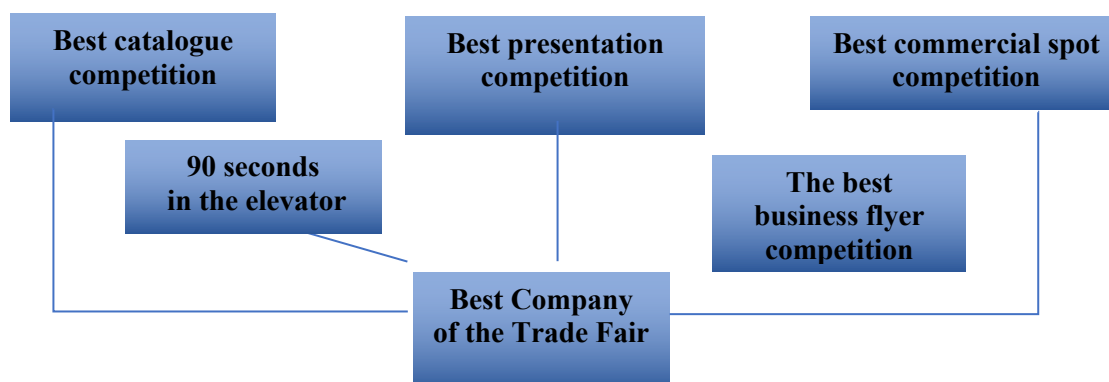 Best catalogue
competition
Best presentation
competition
Best commercial spot
competition
90 seconds
in the elevator
The best
business flyer
competition
Best Company
of the Trade Fair